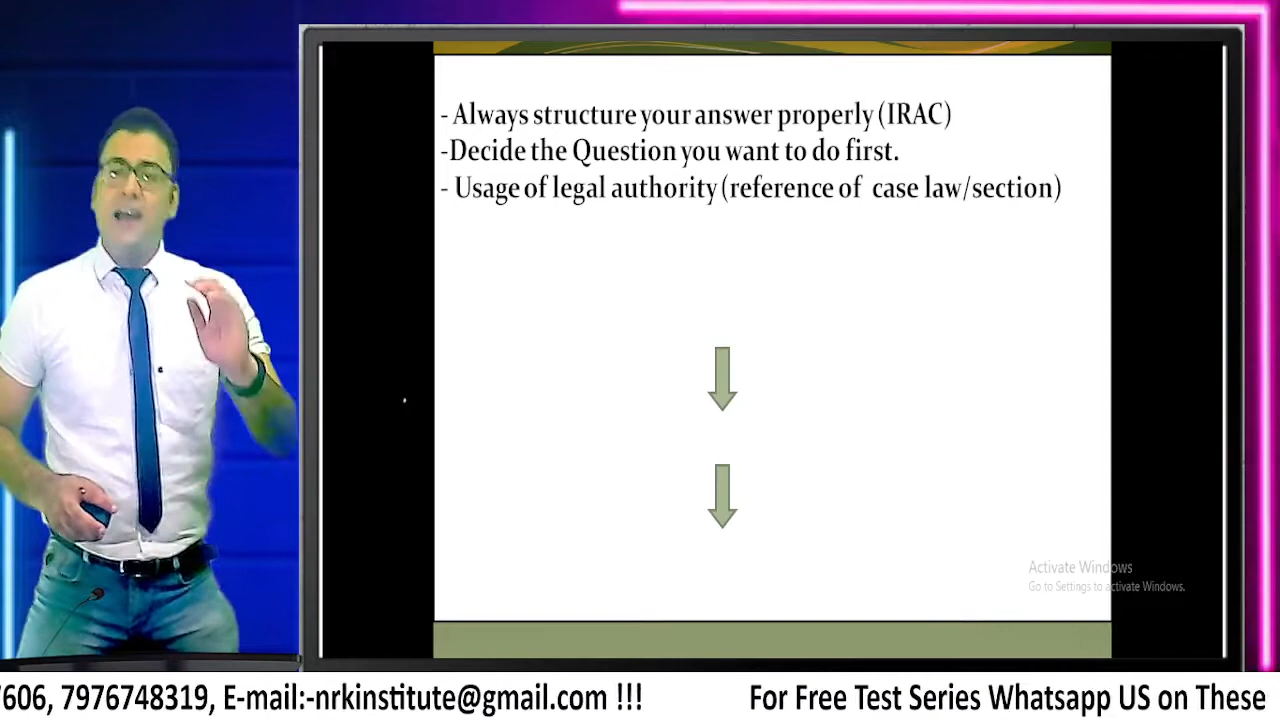 - Always structure your answer properly (IRAC)
-Decide the Question you want to do first.
- Usage of legal authority (reference of  case law/section)
Activate Windows
Go to Settings to activate Windows.
7606, 7976748319, E-mail:-nrkinstitute@gmail.com !!!
For Free Test Series Whatsapp US on These